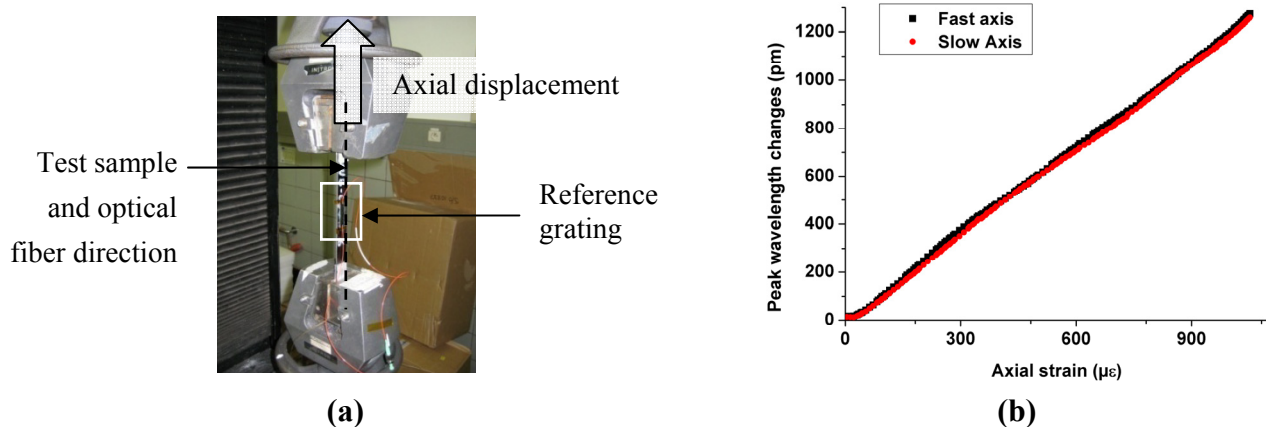 Axial displacement
Test sample
and optical
fiber direction
Reference
grating
(a)
Peak wavelength changes (pm)
1200
1000
800
600
400
200
0
Fast axis
Slow Axis
0
300
600
900
Axial strain (με)
(b)